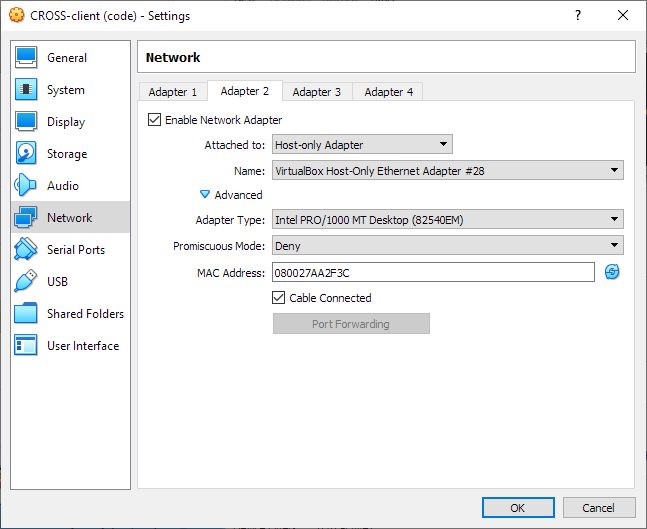 CROSS-client (code) - Settings
General
System
Display
Storage
Audio
Network
Serial Ports
USB
Shared Folders
User Interface
Network
Adapter 1 Adapter 2 Adapter 3 Adapter 4
Enable Network Adapter
Attached to: Host-only Adapter
Name: VirtualBox Host-Only Ethernet Adapter #28
Advanced
Adapter Type: Intel PRO/1000 MT Desktop (82540EM)
Promiscuous Mode: Deny
MAC Address: 080027AA2F3C
Cable Connected
Port Forwarding
OK Cancel